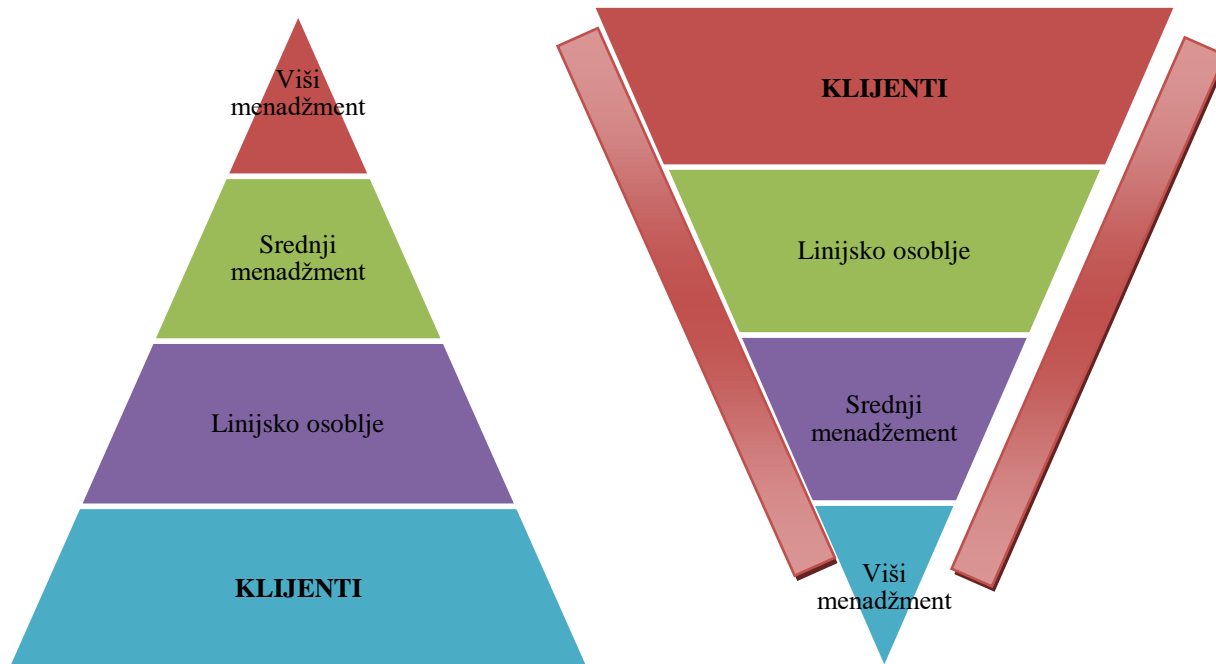 Viši
menadžment
Srednji
menadžment
Linijsko osoblje
KLIJENTI
KLIJENTI
Linijsko osoblje
Srednji
menadžement
Viši
menadžment